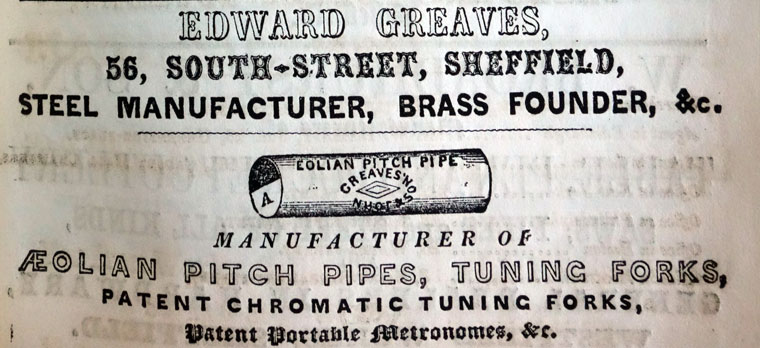 EDWARD GREAVES,
56, SOUTH-STREET, SHEFFIELD,
STEEL MANUFACTURER, BRASS FOUNDER, &c.
EOLIAN PITCH PIPE
GREAVES'
A
MANUFACTURER OF
ÆOLIAN PITCH PIPES, TUNING FORKS,
PATENT CHROMATIC TUNING FORKS,
Patent Portable Metronomes, &c.